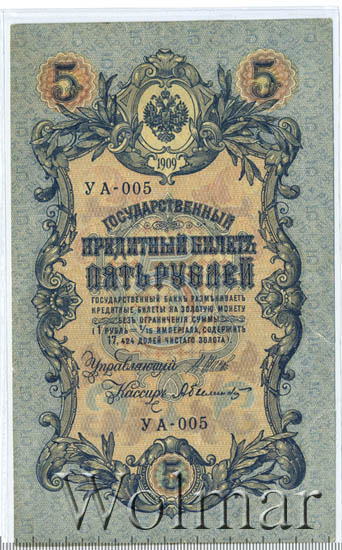 5 5
1909
УА-005
ГОСУДАРСТВЕННЫЙ
КРЕДИТНЫЙ БИЛЕТЪ
ПЯТЬ РУБЛЕЙ
ГОСУДАРСТВЕННЫЙ БАНКЪ РАЗМѢНИВАЕТЪ
КРЕДИТНЫЕ БИЛЕТЫ НА ЗОЛОТУЮ МОНЕТУ
БЕЗЪ ОГРАНИЧЕНІЯ СУММЫ
(1 РУБЛЬ = 1/15 ИМПЕРІАЛА, СОДЕРЖИТЪ
17,424 ДОЛЕЙ ЧИСТАГО ЗОЛОТА).
Управляющій
Кассиръ
УА-005
5
Wolmar